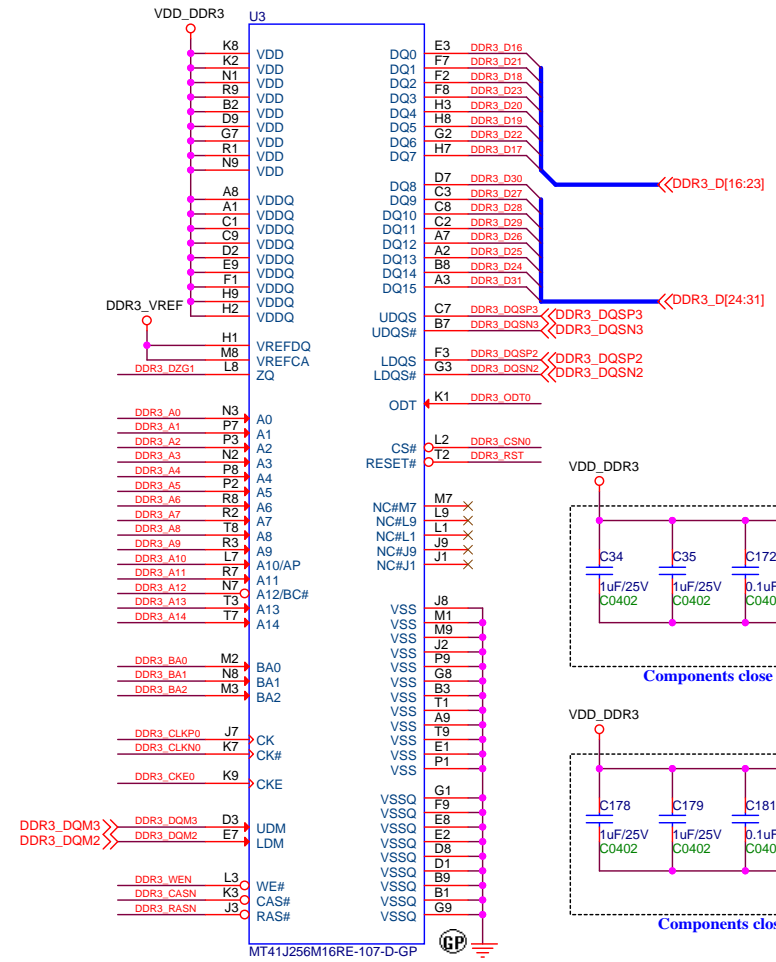 VDD_DDR3
U3
K8 VDD
K2 VDD
N1 VDD
R9 VDD
B2 VDD
D9 VDD
G7 VDD
R1 VDD
N9 VDD
A8 VDDQ
A1 VDDQ
C1 VDDQ
C9 VDDQ
D2 VDDQ
E9 VDDQ
F1 VDDQ
H9 VDDQ
H2 VDDQ
DDR3_VREF
H1 VREFDQ
M8 VREFCA
DDR3_DZG1 L8 ZQ
DDR3_A0 N3 A0
DDR3_A1 P7 A1
DDR3_A2 P3 A2
DDR3_A3 N2 A3
DDR3_A4 P8 A4
DDR3_A5 P2 A5
DDR3_A6 R8 A6
DDR3_A7 R2 A7
DDR3_A8 T8 A8
DDR3_A9 R3 A9
DDR3_A10 L7 A10/AP
DDR3_A11 R7 A11
DDR3_A12 N7 A12/BC#
DDR3_A13 T3 A13
DDR3_A14 T7 A14
DDR3_BA0 M2 BA0
DDR3_BA1 N8 BA1
DDR3_BA2 M3 BA2
DDR3_CLKP0 J7 CK
DDR3_CLKN0 K7 CK#
DDR3_CKE0 K9 CKE
DDR3_DQM3 DDR3_DQM3 D3 UDM
DDR3_DQM2 DDR3_DQM2 E7 LDM
DDR3_WEN L3 WE#
DDR3_CASN K3 CAS#
DDR3_RASN J3 RAS#
DQ0 E3 DDR3_D16
DQ1 F7 DDR3_D21
DQ2 F2 DDR3_D18
DQ3 F8 DDR3_D23
DQ4 H3 DDR3_D20
DQ5 H8 DDR3_D19
DQ6 G2 DDR3_D22
DQ7 H7 DDR3_D17
DDR3_D[16:23]
DQ8 D7 DDR3_D30
DQ9 C3 DDR3_D27
DQ10 C8 DDR3_D28
DQ11 C2 DDR3_D29
DQ12 A7 DDR3_D26
DQ13 A2 DDR3_D25
DQ14 B8 DDR3_D24
DQ15 A3 DDR3_D31
DDR3_D[24:31]
UDQS C7 DDR3_DQSP3 DDR3_DQSP3
UDQS# B7 DDR3_DQSN3 DDR3_DQSN3
LDQS F3 DDR3_DQSP2 DDR3_DQSP2
LDQS# G3 DDR3_DQSN2 DDR3_DQSN2
ODT K1 DDR3_ODT0
CS# L2 DDR3_CSN0
RESET# T2 DDR3_RST
NC#M7 M7
NC#L9 L9
NC#L1 L1
NC#J9 J9
NC#J1 J1
VSS J8
VSS M1
VSS M9
VSS J2
VSS P9
VSS G8
VSS B3
VSS T1
VSS A9
VSS T9
VSS E1
VSS P1
VSSQ G1
VSSQ F9
VSSQ E8
VSSQ E2
VSSQ D8
VSSQ D1
VSSQ B9
VSSQ B1
VSSQ G9
GP
MT41J256M16RE-107-D-GP
VDD_DDR3
C34 C35 C172
1uF/25V 1uF/25V 0.1uF
C0402 C0402 C040
Components close
VDD_DDR3
C178 C179 C181
1uF/25V 1uF/25V 0.1uF
C0402 C0402 C040
Components clos